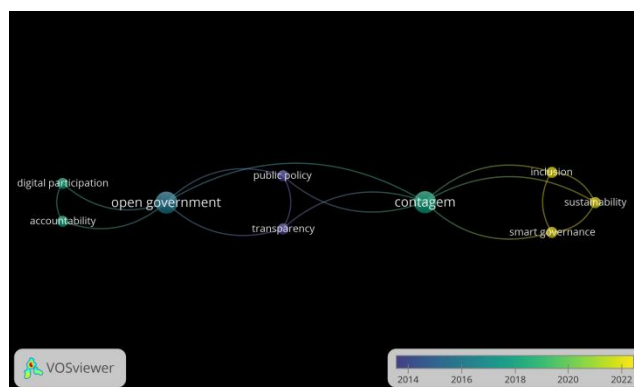 inclusion
public policy
digital participation
open government
contagem
sustainability
accountability
transparency
smart governance
VOSviewer
2014
2016
2018
2020
2022